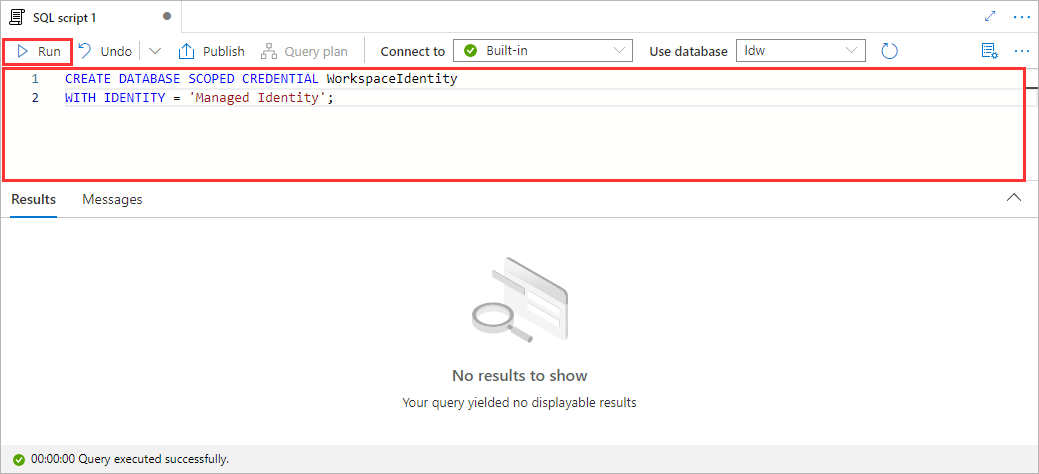 SQL script 1
Run Undo Publish Query plan Connect to Built-in Use database ldw
1 CREATE DATABASE SCOPED CREDENTIAL WorkspaceIdentity
2 WITH IDENTITY = 'Managed Identity';
Results Messages
No results to show
Your query yielded no displayable results
00:00:00 Query executed successfully.